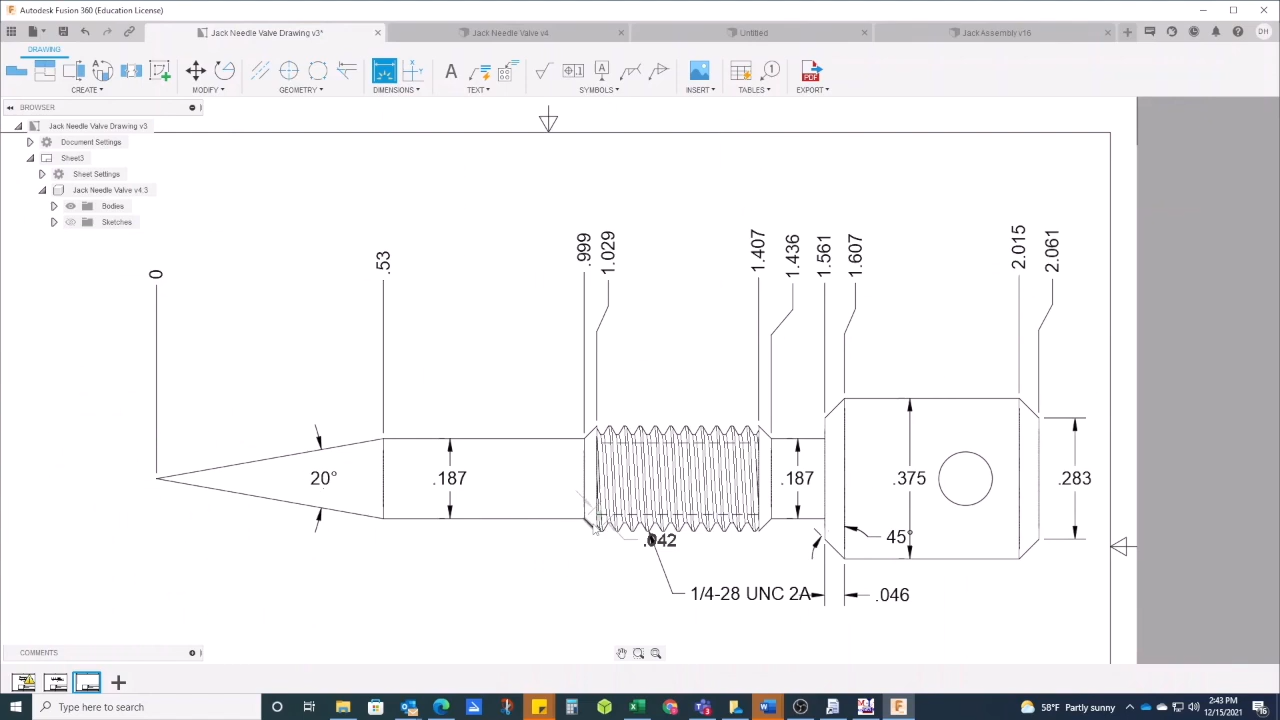 Autodesk Fusion 360 (Education License)
Jack Needle Valve Drawing v3*
Jack Needle Valve v4
Untitled
Jack Assembly v16
DH
DRAWING
CREATE
MODIFY
GEOMETRY
DIMENSIONS
TEXT
SYMBOLS
INSERT
TABLES
EXPORT
BROWSER
Jack Needle Valve Drawing v3
Document Settings
Sheet3
Sheet Settings
Jack Needle Valve v4:3
Bodies
Sketches
0
.53
.999
1.029
1.407
1.436
1.561
1.607
2.015
2.061
20°
.187
.187
.375
.283
.042
45°
1/4-28 UNC 2A
.046
COMMENTS
Type here to search
58°F Partly sunny
2:43 PM
12/15/2021